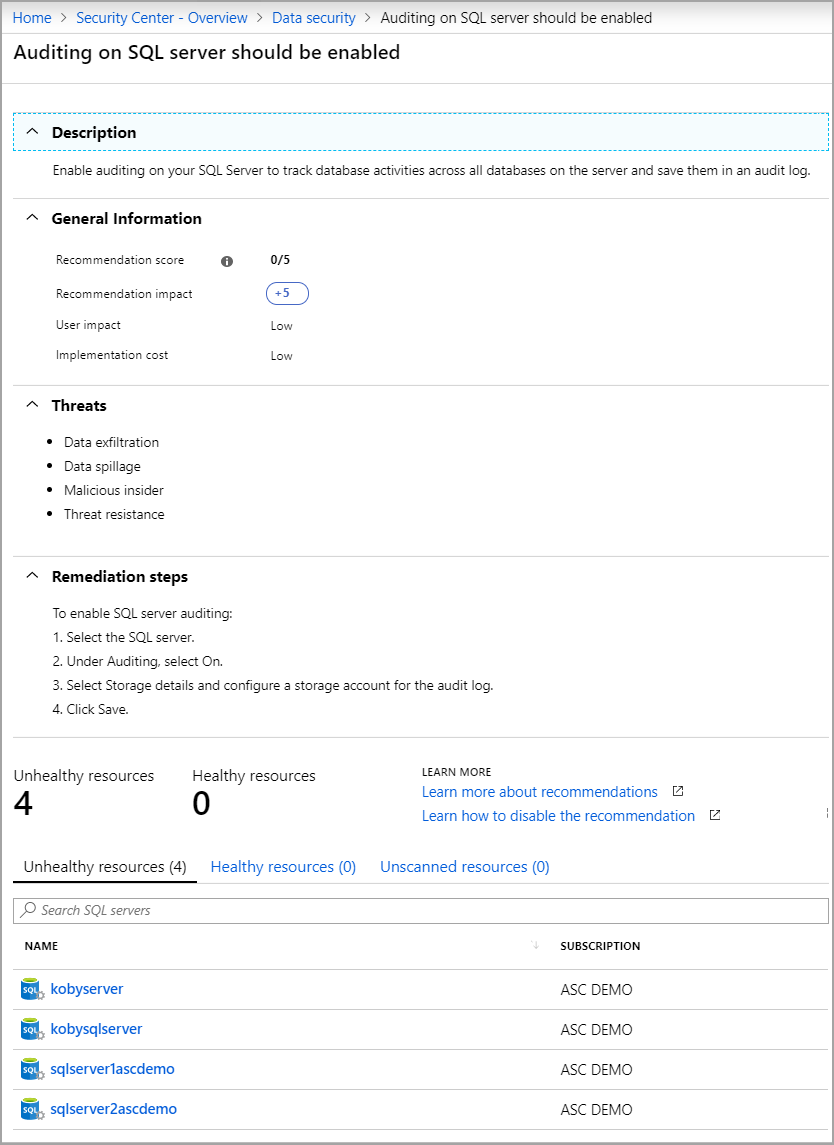 Home > Security Center - Overview > Data security > Auditing on SQL server should be enabled
Auditing on SQL server should be enabled
Description
Enable auditing on your SQL Server to track database activities across all databases on the server and save them in an audit log.
General Information
Recommendation score 0/5
Recommendation impact +5
User impact Low
Implementation cost Low
Threats
• Data exfiltration
• Data spillage
• Malicious insider
• Threat resistance
Remediation steps
To enable SQL server auditing:
1. Select the SQL server.
2. Under Auditing, select On.
3. Select Storage details and configure a storage account for the audit log.
4. Click Save.
Unhealthy resources Healthy resources LEARN MORE
4 0 Learn more about recommendations
Learn how to disable the recommendation
Unhealthy resources (4) Healthy resources (0) Unscanned resources (0)
Search SQL servers
NAME SUBSCRIPTION
SQL kobyserver ASC DEMO
SQL kobysqlserver ASC DEMO
SQL sqlserver1ascdemo ASC DEMO
SQL sqlserver2ascdemo ASC DEMO